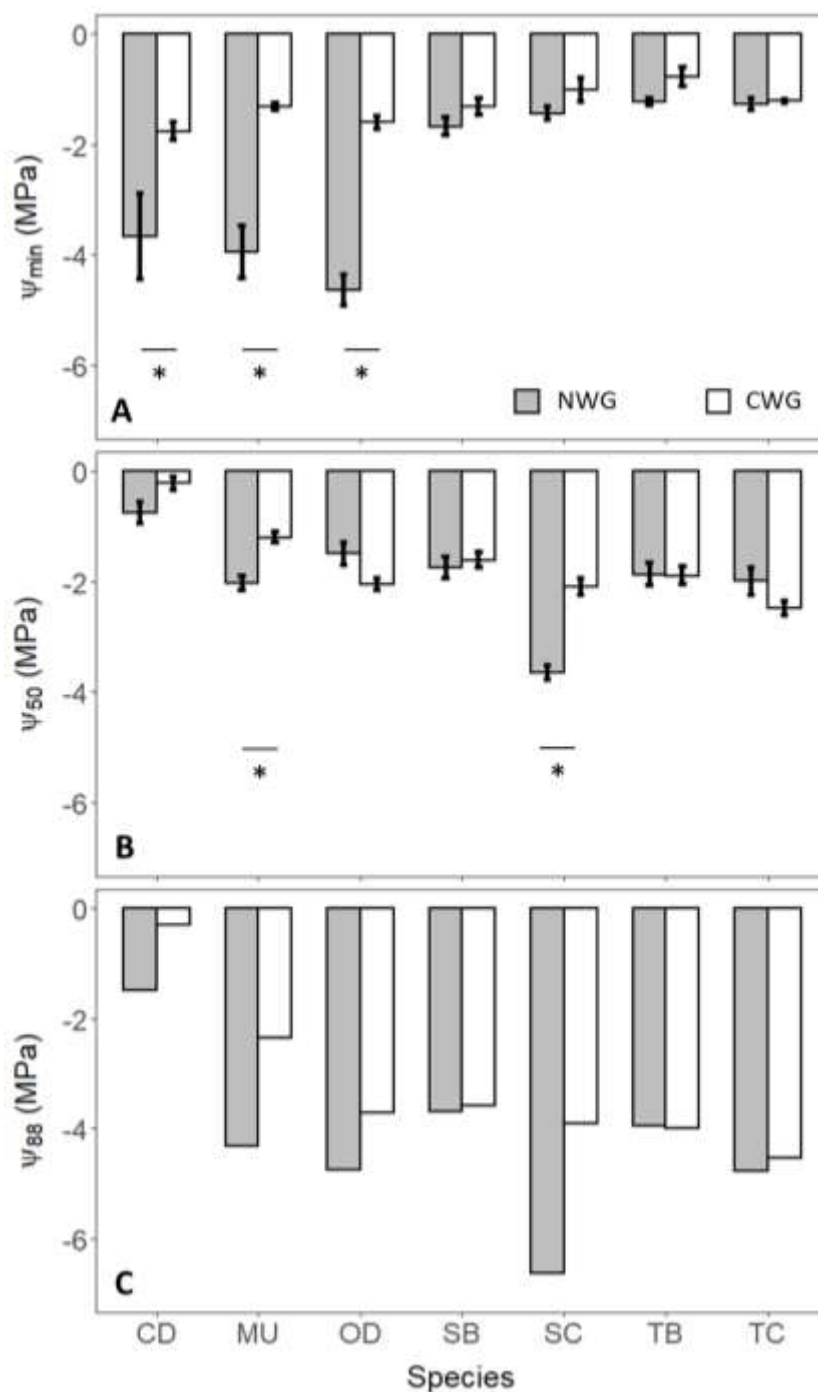 0
-2
-4
-6
Ψmin (MPa)
* * *
A
NWG CWG
0
-2
-4
-6
Ψ50 (MPa)
* *
B
0
-2
-4
-6
Ψ88 (MPa)
C
CD MU OD SB SC TB TC
Species